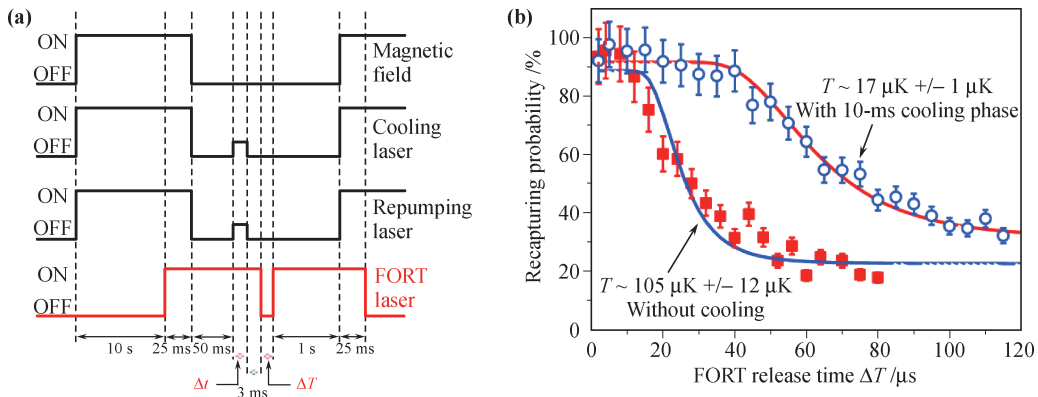 (a)
ON
OFF
Magnetic
field
ON
OFF
Cooling
laser
ON
OFF
Repumping
laser
ON
OFF
FORT
laser
10 s
25 ms
50 ms
1 s
25 ms
Δt
3 ms
ΔT
(b)
Recapturing probability /%
100
80
60
40
20
0
T ~ 17 μK +/− 1 μK
With 10-ms cooling phase
T ~ 105 μK +/− 12 μK
Without cooling
0 20 40 60 80 100 120
FORT release time ΔT /μs